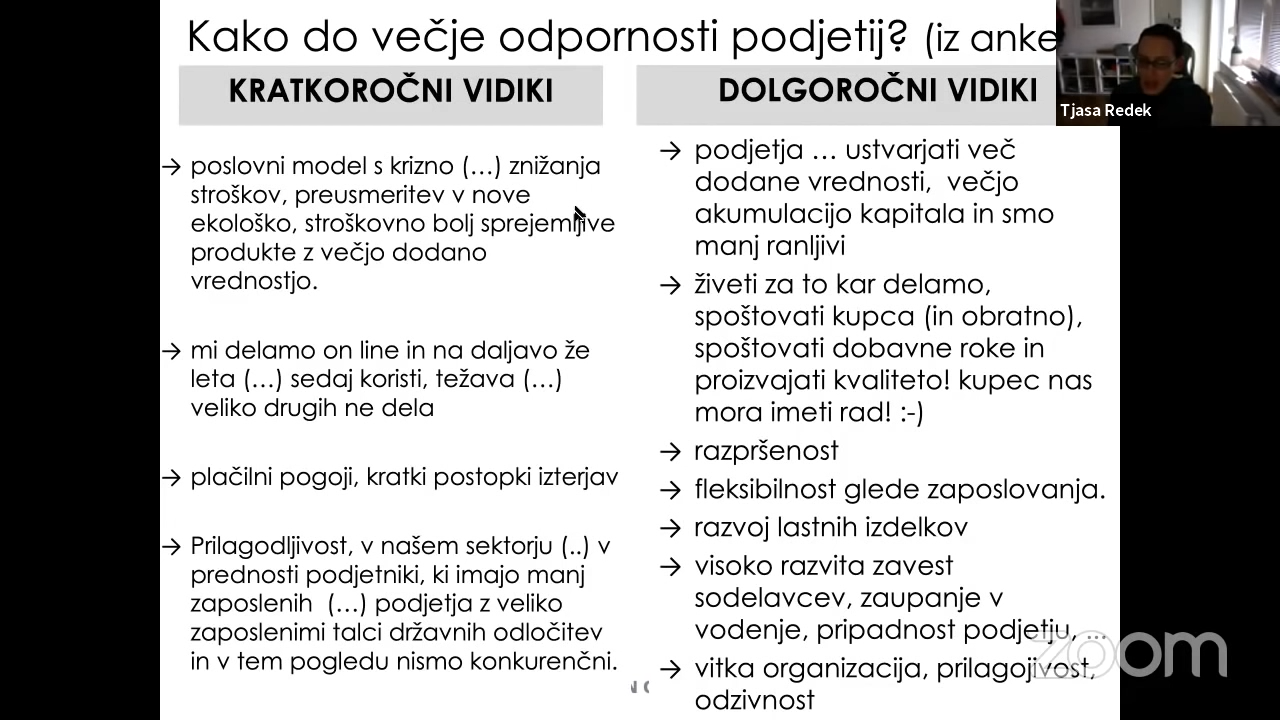 Kako do večje odpornosti podjetij? (iz anke
KRATKOROČNI VIDIKI
→ poslovni model s krizno (…) znižanja
stroškov, preusmeritev v nove
ekološko, stroškovno bolj sprejemljive
produkte z večjo dodano
vrednostjo.
→ mi delamo on line in na daljavo že
leta (…) sedaj koristi, težava (…)
veliko drugih ne dela
→ plačilni pogoji, kratki postopki izterjav
→ Prilagodljivost, v našem sektorju (..) v
prednosti podjetniki, ki imajo manj
zaposlenih (…) podjetja z veliko
zaposlenimi talci državnih odločitev
in v tem pogledu nismo konkurenčni.
DOLGOROČNI VIDIKI
→ podjetja … ustvarjati več
dodane vrednosti, večjo
akumulacijo kapitala in smo
manj ranljivi
→ živeti za to kar delamo,
spoštovati kupca (in obratno),
spoštovati dobavne roke in
proizvajati kvaliteto! kupec nas
mora imeti rad! :-)
→ razpršenost
→ fleksibilnost glede zaposlovanja.
→ razvoj lastnih izdelkov
→ visoko razvita zavest
sodelavcev, zaupanje v
vodenje, pripadnost podjetju, …
→ vitka organizacija, prilagojivost,
odzivnost
Tjasa Redek
zoom